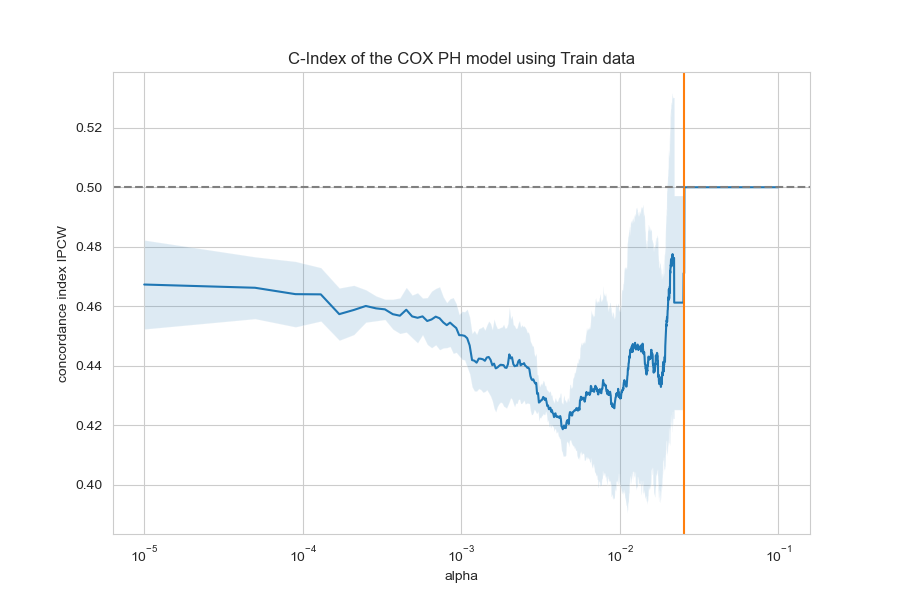 C-Index of the COX PH model using Train data
concordance index IPCW
0.52
0.50
0.48
0.46
0.44
0.42
0.40
10⁻⁵ 10⁻⁴ 10⁻³ 10⁻² 10⁻¹
alpha